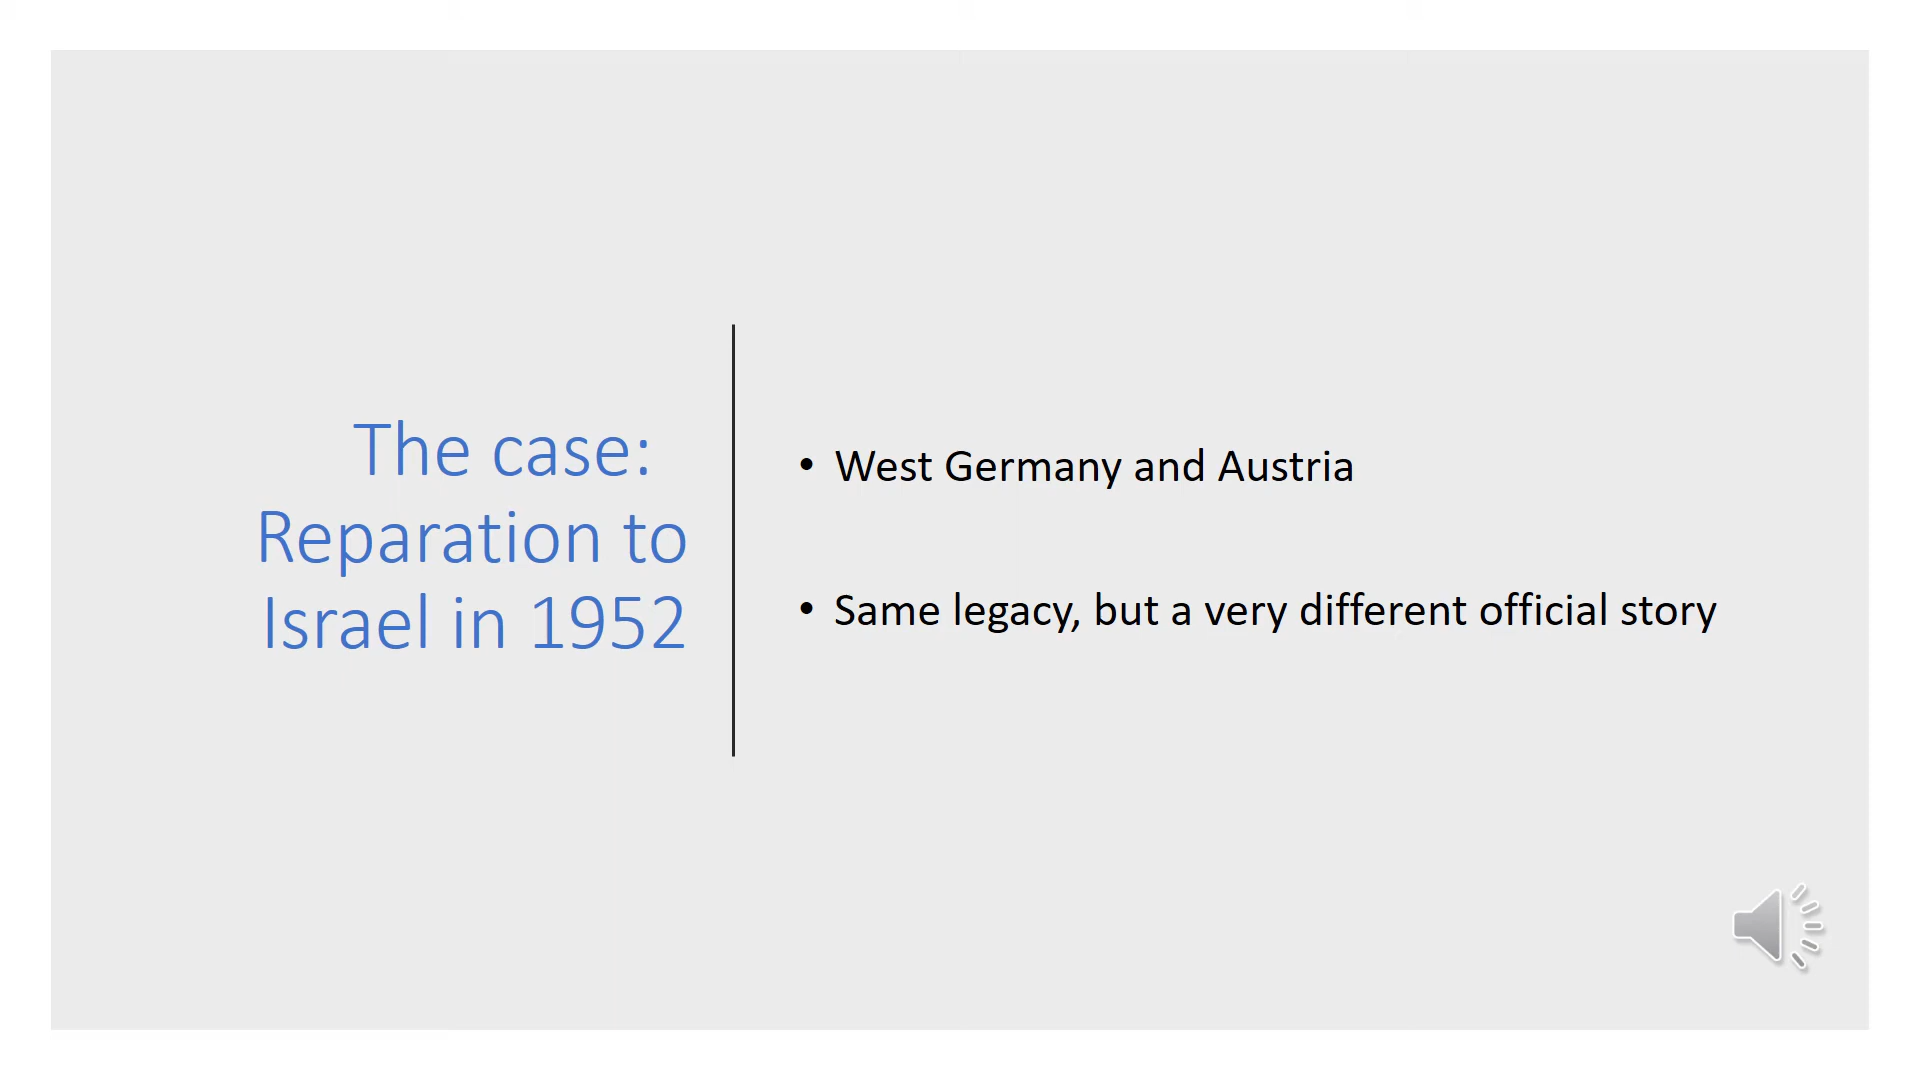 The case:
Reparation to
Israel in 1952
• West Germany and Austria
• Same legacy, but a very different official story